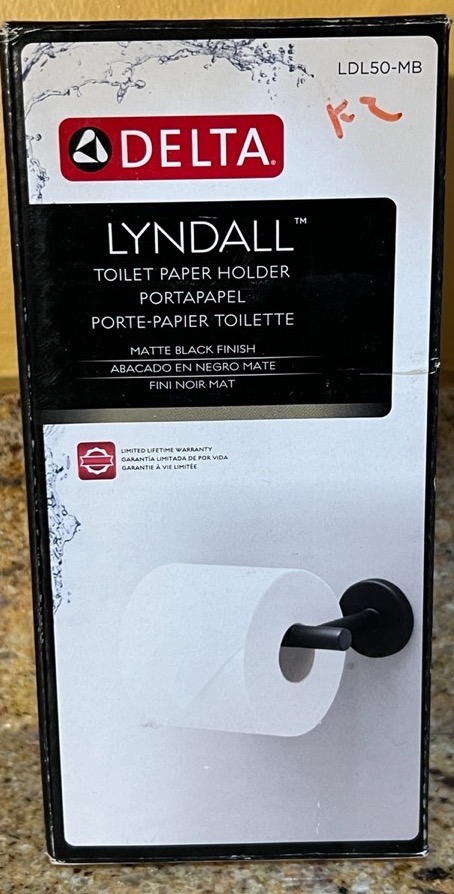 LDL50-MB
K2
DELTA®
LYNDALL™
TOILET PAPER HOLDER
PORTAPAPEL
PORTE-PAPIER TOILETTE
MATTE BLACK FINISH
ABACADO EN NEGRO MATE
FINI NOIR MAT
LIMITED LIFETIME WARRANTY
GARANTÍA LIMITADA DE POR VIDA
GARANTIE À VIE LIMITÉE